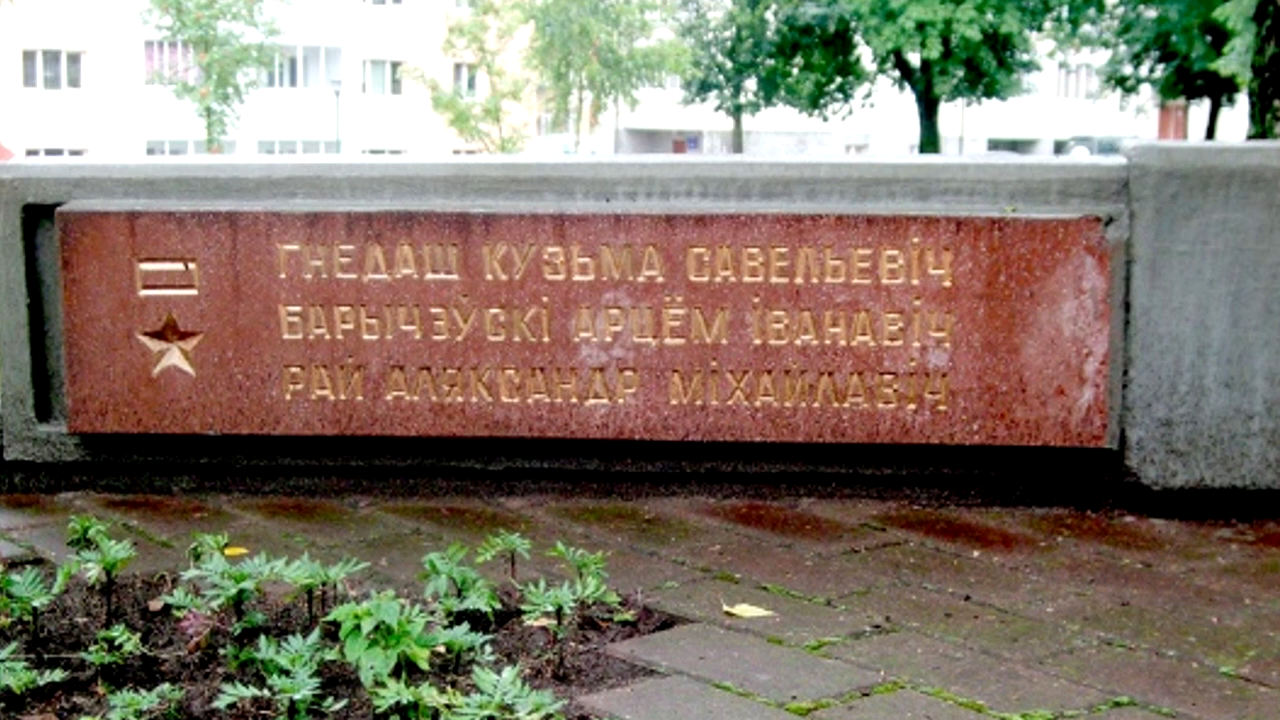 ГНЕДАШ КУЗЬМА САВЕЛЬЕВІЧ
БАРЫЧЭЎСКІ АРЦЁМ ІВАНАВІЧ
РАЙ АЛЯКСАНДР МІХАЙЛАВІЧ